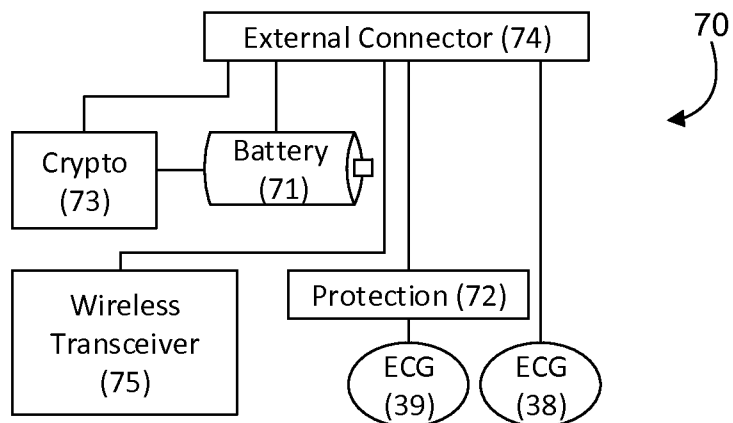 External Connector (74)
70
Crypto
(73)
Battery
(71)
Wireless
Transceiver
(75)
Protection (72)
ECG
(39)
ECG
(38)